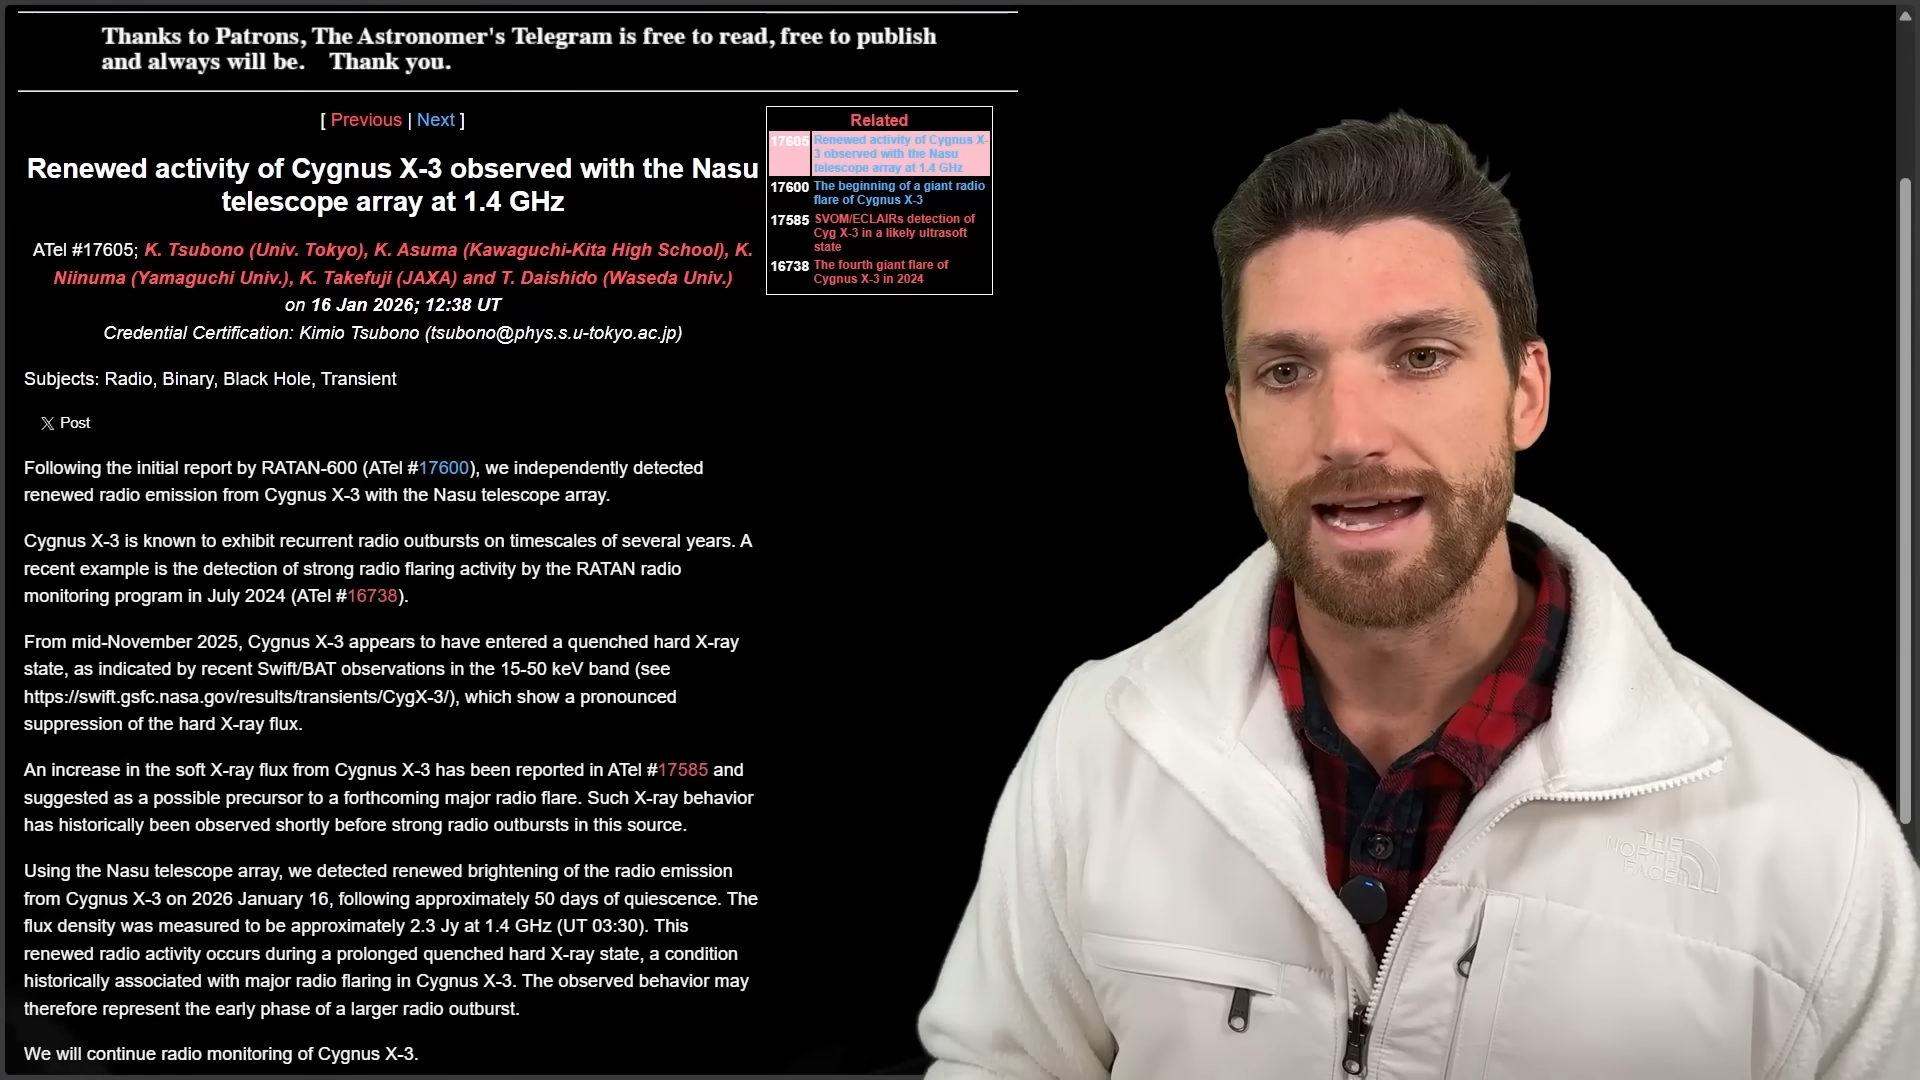 Thanks to Patrons, The Astronomer's Telegram is free to read, free to publish
and always will be. Thank you.
[ Previous | Next ]
Renewed activity of Cygnus X-3 observed with the Nasu
telescope array at 1.4 GHz
ATel #17605; K. Tsubono (Univ. Tokyo), K. Asuma (Kawaguchi-Kita High School), K.
Niinuma (Yamaguchi Univ.), K. Takefuji (JAXA) and T. Daishido (Waseda Univ.)
on 16 Jan 2026; 12:38 UT
Credential Certification: Kimio Tsubono (tsubono@phys.s.u-tokyo.ac.jp)
Subjects: Radio, Binary, Black Hole, Transient
X Post
Following the initial report by RATAN-600 (ATel #17600), we independently detected
renewed radio emission from Cygnus X-3 with the Nasu telescope array.
Cygnus X-3 is known to exhibit recurrent radio outbursts on timescales of several years. A
recent example is the detection of strong radio flaring activity by the RATAN radio
monitoring program in July 2024 (ATel #16738).
From mid-November 2025, Cygnus X-3 appears to have entered a quenched hard X-ray
state, as indicated by recent Swift/BAT observations in the 15-50 keV band (see
https://swift.gsfc.nasa.gov/results/transients/CygX-3/), which show a pronounced
suppression of the hard X-ray flux.
An increase in the soft X-ray flux from Cygnus X-3 has been reported in ATel #17585 and
suggested as a possible precursor to a forthcoming major radio flare. Such X-ray behavior
has historically been observed shortly before strong radio outbursts in this source.
Using the Nasu telescope array, we detected renewed brightening of the radio emission
from Cygnus X-3 on 2026 January 16, following approximately 50 days of quiescence. The
flux density was measured to be approximately 2.3 Jy at 1.4 GHz (UT 03:30). This
renewed radio activity occurs during a prolonged quenched hard X-ray state, a condition
historically associated with major radio flaring in Cygnus X-3. The observed behavior may
therefore represent the early phase of a larger radio outburst.
We will continue radio monitoring of Cygnus X-3.
Related
17605 Renewed activity of Cygnus X-
3 observed with the Nasu
telescope array at 1.4 GHz
17600 The beginning of a giant radio
flare of Cygnus X-3
17585 SVOM/ECLAIRs detection of
Cyg X-3 in a likely ultrasoft
state
16738 The fourth giant flare of
Cygnus X-3 in 2024
THE
NORTH
FACE